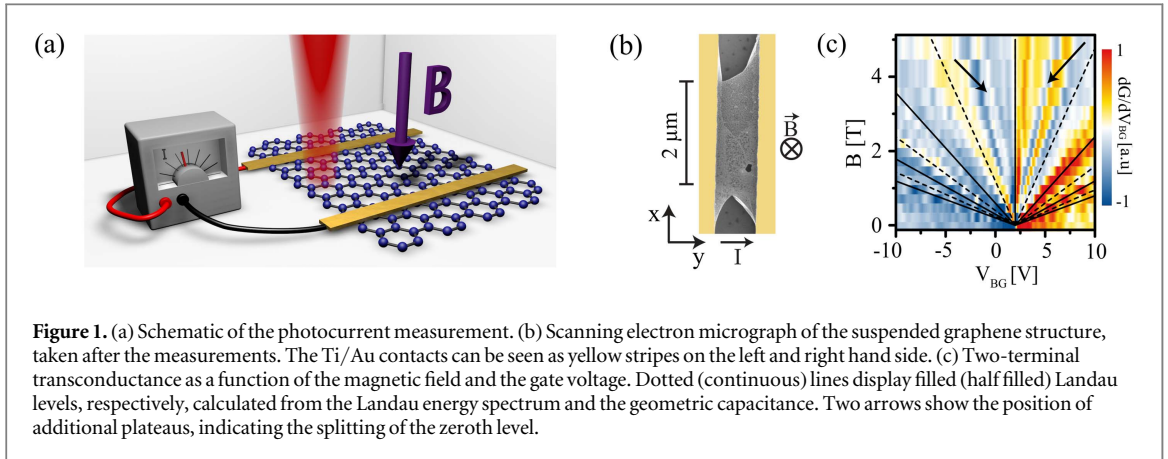 (a)
I
B
(b)
2 μm
x
y
I
B
(c)
4
2
0
B [T]
-10
-5
0
5
10
V_BG [V]
1
-1
dG/dV_BG [a.u]
Figure 1. (a) Schematic of the photocurrent measurement. (b) Scanning electron micrograph of the suspended graphene structure,
taken after the measurements. The Ti/Au contacts can be seen as yellow stripes on the left and right hand side. (c) Two-terminal
transconductance as a function of the magnetic field and the gate voltage. Dotted (continuous) lines display filled (half filled) Landau
levels, respectively, calculated from the Landau energy spectrum and the geometric capacitance. Two arrows show the position of
additional plateaus, indicating the splitting of the zeroth level.